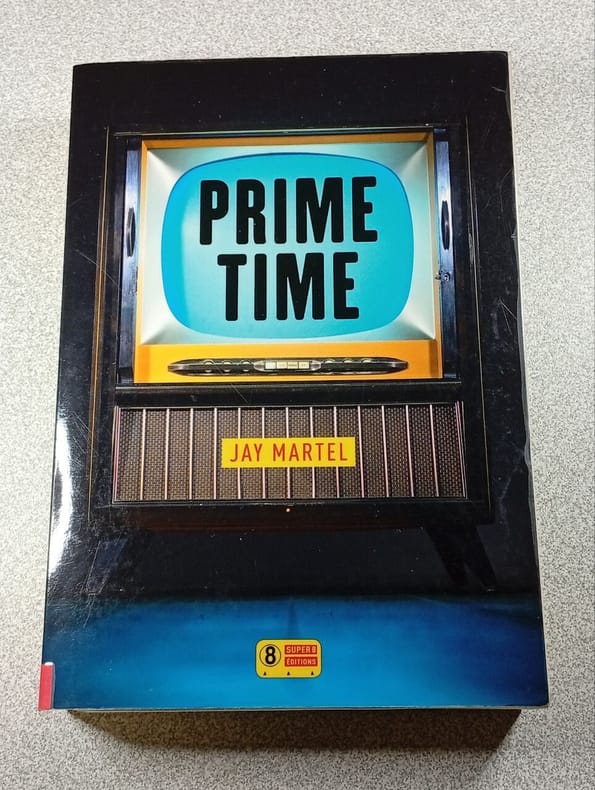 PRIME
TIME
JAY MARTEL
8
SUPER 8
ÉDITIONS